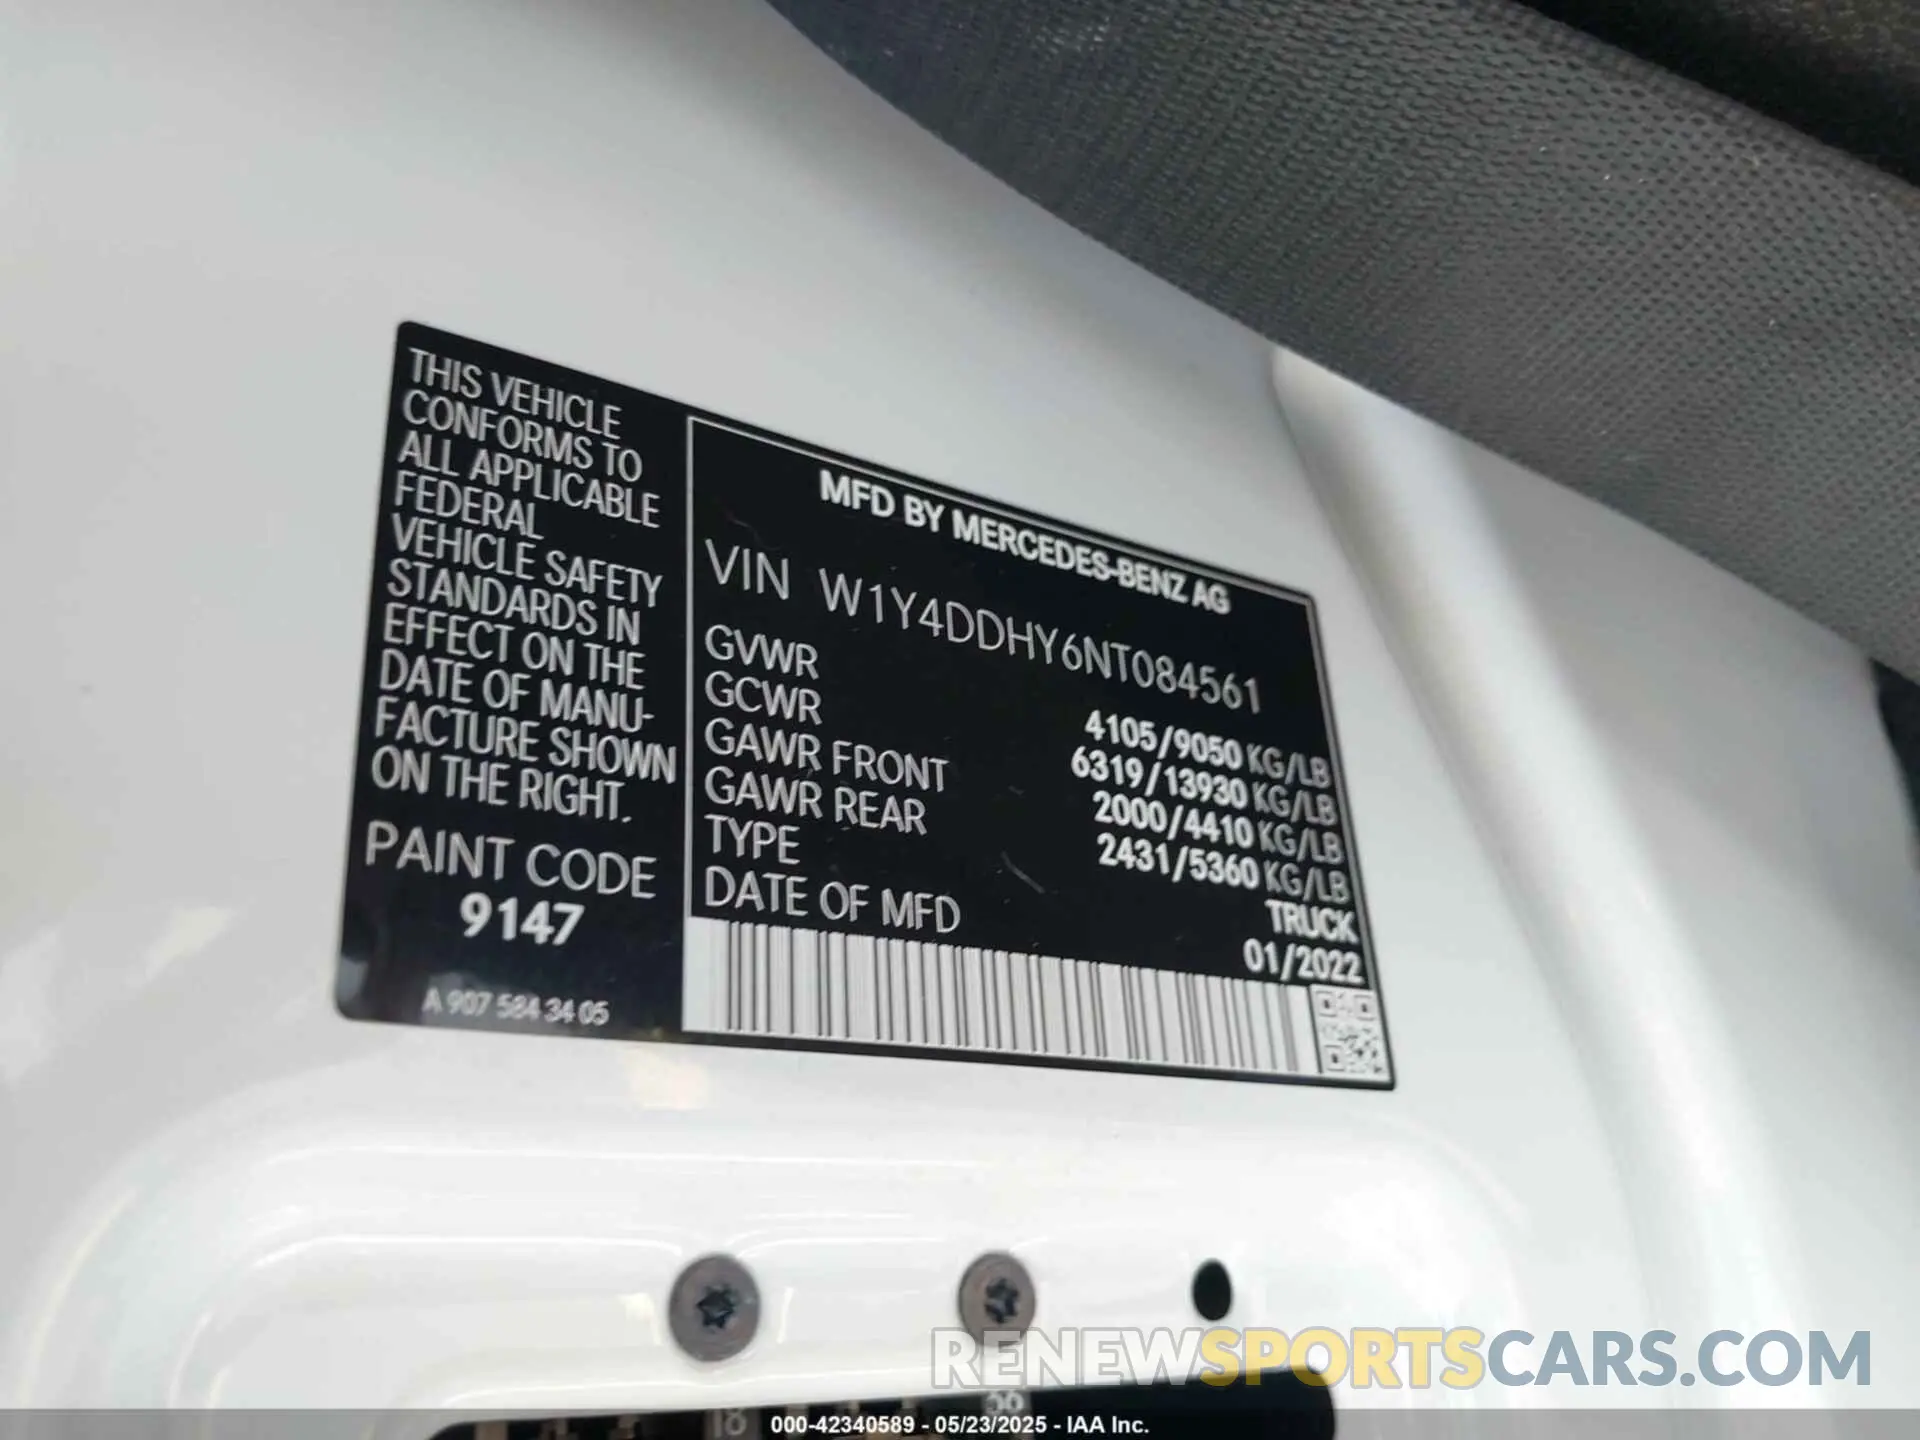 THIS VEHICLE
CONFORMS TO
ALL APPLICABLE
FEDERAL
VEHICLE SAFETY
STANDARDS IN
EFFECT ON THE
DATE OF MANU-
FACTURE SHOWN
ON THE RIGHT.
PAINT CODE
9147
A 907 584 34 05
MFD BY MERCEDES-BENZ AG
VIN W1Y4DDHY6NT084561
GVWR 4105/9050 KG/LB
GCWR 6319/13930 KG/LB
GAWR FRONT 2000/4410 KG/LB
GAWR REAR 2431/5360 KG/LB
TYPE TRUCK
DATE OF MFD 01/2022
RENEWSPORTSCARS.COM
18 56
000-42340589 - 05/23/2025 - IAA Inc.